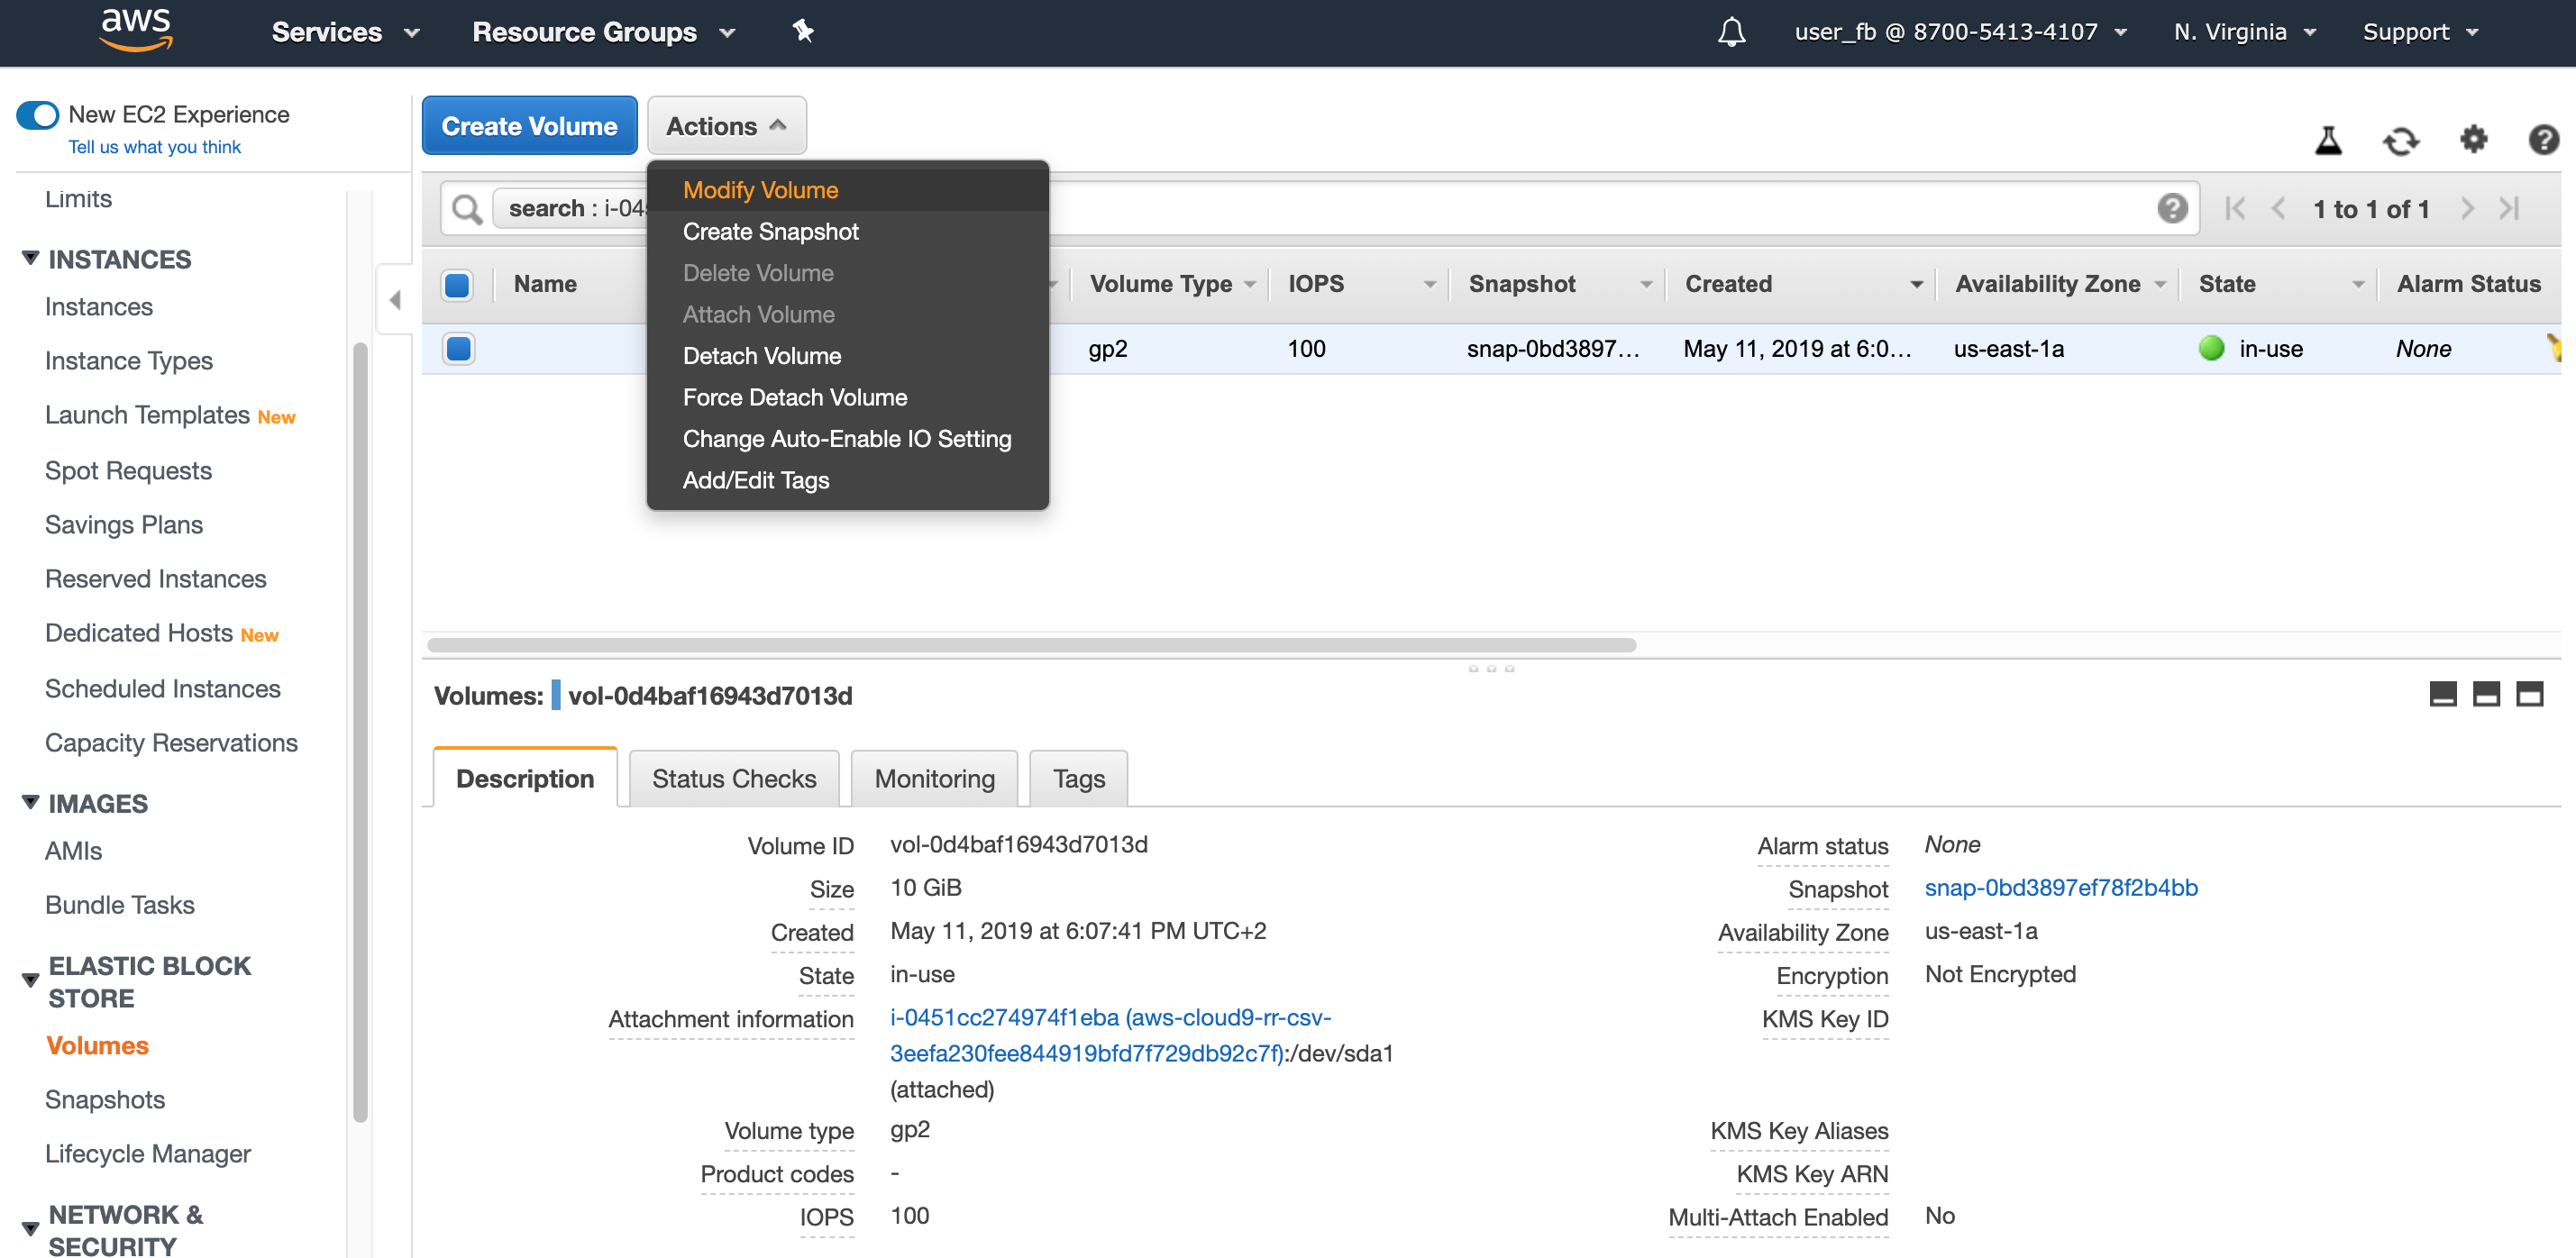 aws
Services
Resource Groups
user_fb @ 8700-5413-4107
N. Virginia
Support
New EC2 Experience
Tell us what you think
Limits
INSTANCES
Instances
Instance Types
Launch Templates New
Spot Requests
Savings Plans
Reserved Instances
Dedicated Hosts New
Scheduled Instances
Capacity Reservations
IMAGES
AMIs
Bundle Tasks
ELASTIC BLOCK
STORE
Volumes
Snapshots
Lifecycle Manager
NETWORK &
SECURITY
Create Volume
Actions
search : i-045
1 to 1 of 1
Modify Volume
Create Snapshot
Delete Volume
Attach Volume
Detach Volume
Force Detach Volume
Change Auto-Enable IO Setting
Add/Edit Tags
Name Volume Type IOPS Snapshot Created Availability Zone State Alarm Status
gp2 100 snap-0bd3897... May 11, 2019 at 6:0... us-east-1a in-use None
Volumes: vol-0d4baf16943d7013d
Description Status Checks Monitoring Tags
Volume ID vol-0d4baf16943d7013d
Size 10 GiB
Created May 11, 2019 at 6:07:41 PM UTC+2
State in-use
Attachment information i-0451cc274974f1eba (aws-cloud9-rr-csv-
3eefa230fee844919bfd7f729db92c7f):/dev/sda1
(attached)
Volume type gp2
Product codes -
IOPS 100
Alarm status None
Snapshot snap-0bd3897ef78f2b4bb
Availability Zone us-east-1a
Encryption Not Encrypted
KMS Key ID
KMS Key Aliases
KMS Key ARN
Multi-Attach Enabled No